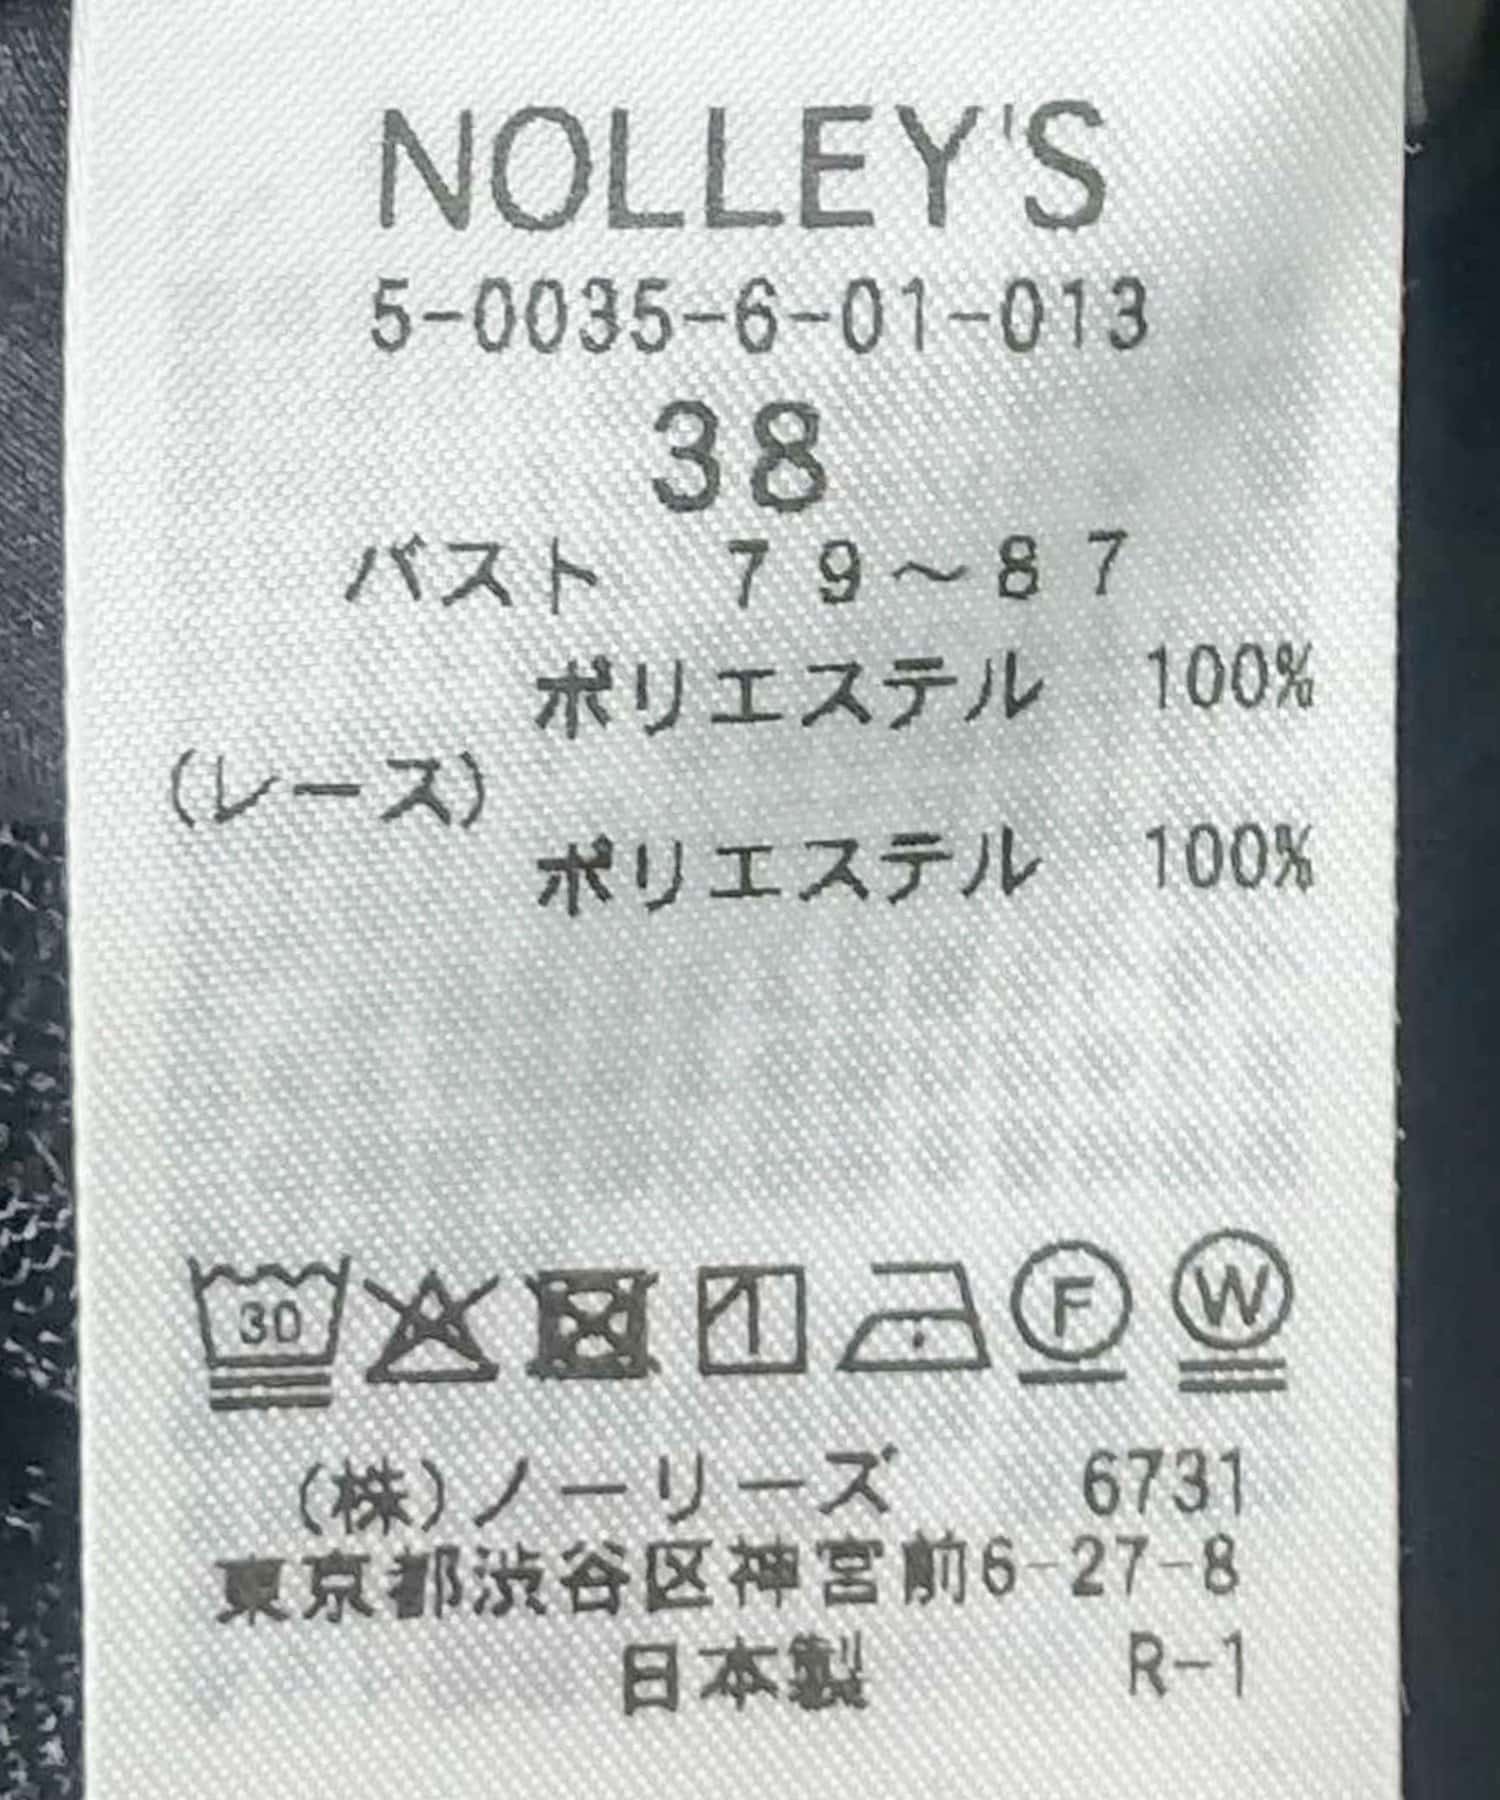 NOLLEY'S
5-0035-6-01-013
38
バスト 79～87
ポリエステル 100%
(レース)
ポリエステル 100%
30 F W
(株)ノーリーズ 6731
東京都渋谷区神宮前6-27-8
日本製 R-1